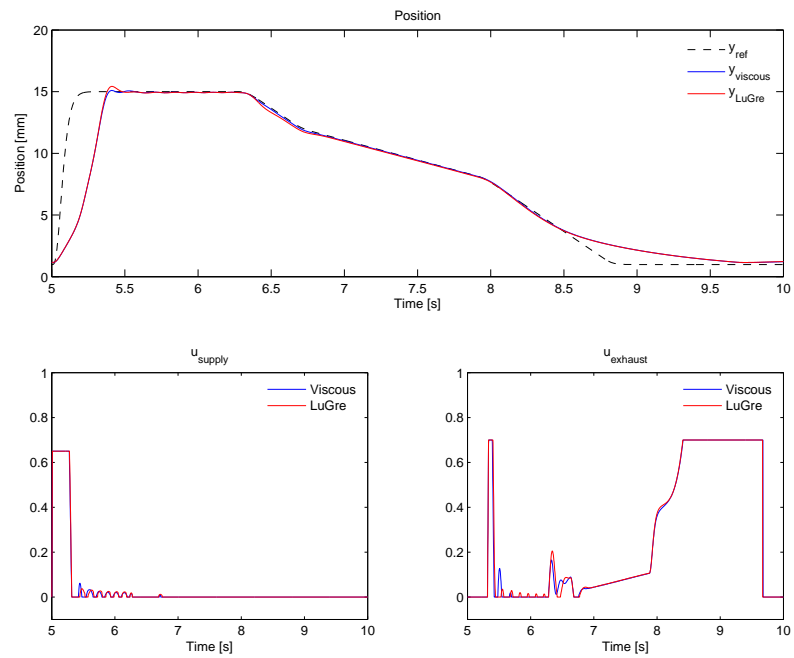 Position
20
15
10
5
0
Position [mm]
y_ref
y_viscous
y_LuGre
5 5.5 6 6.5 7 7.5 8 8.5 9 9.5 10
Time [s]
u_supply
1
0.8
0.6
0.4
0.2
0
Viscous
LuGre
5 6 7 8 9 10
Time [s]
u_exhaust
1
0.8
0.6
0.4
0.2
0
Viscous
LuGre
5 6 7 8 9 10
Time [s]